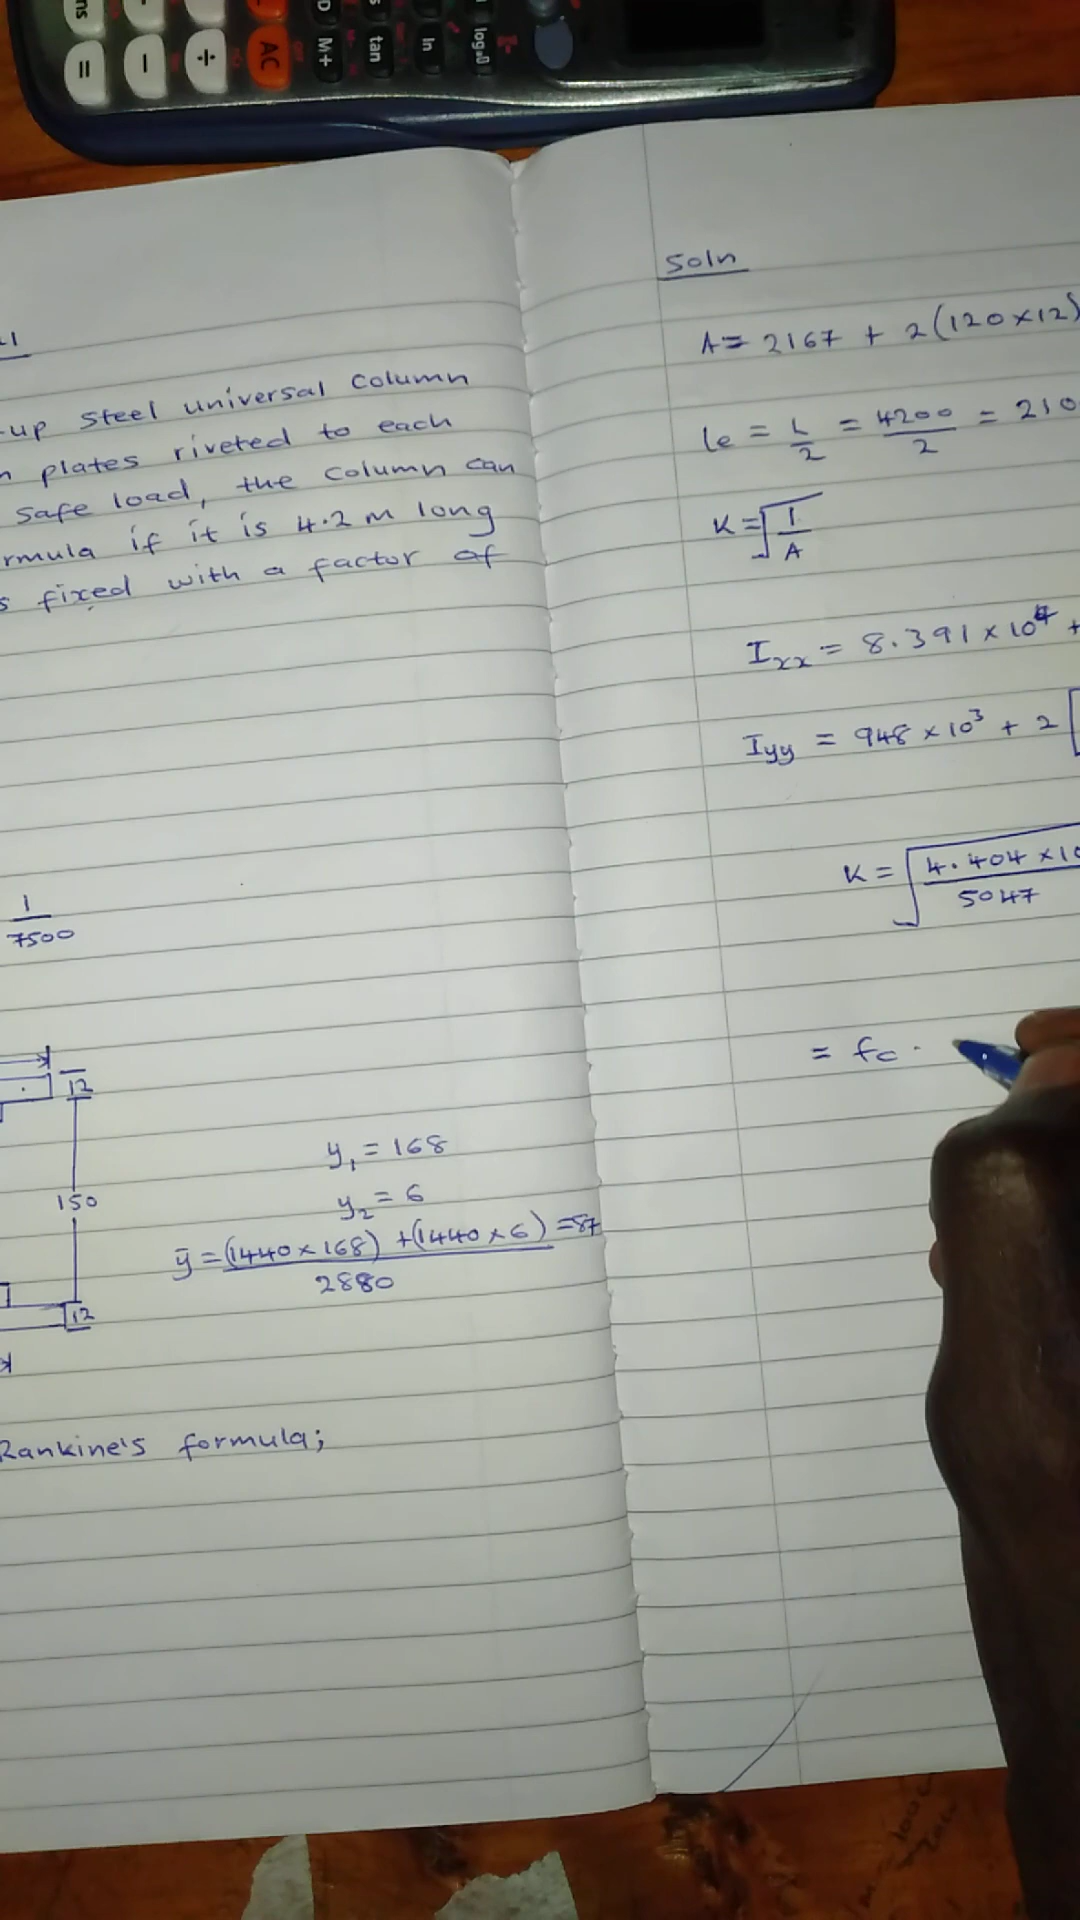 -up steel universal column
plates riveted to each
safe load, the column can
rmula if it is 4.2 m long
s fixed with a factor of
1
7500
12
150
12
y₁ = 168
y₂ = 6
ȳ = (1440 × 168) + (1440 × 6) = 87
2880
Rankine's formula;
Soln
A = 2167 + 2(120×12)
le = L/2 = 4200/2 = 210
K = √(I/A)
Ixx = 8.391 × 10⁴ +
Iyy = 948 × 10³ + 2[
K = √(4.404 × 10
5047
= fc ·
=
-
÷
AC
M+
tan
ln
log